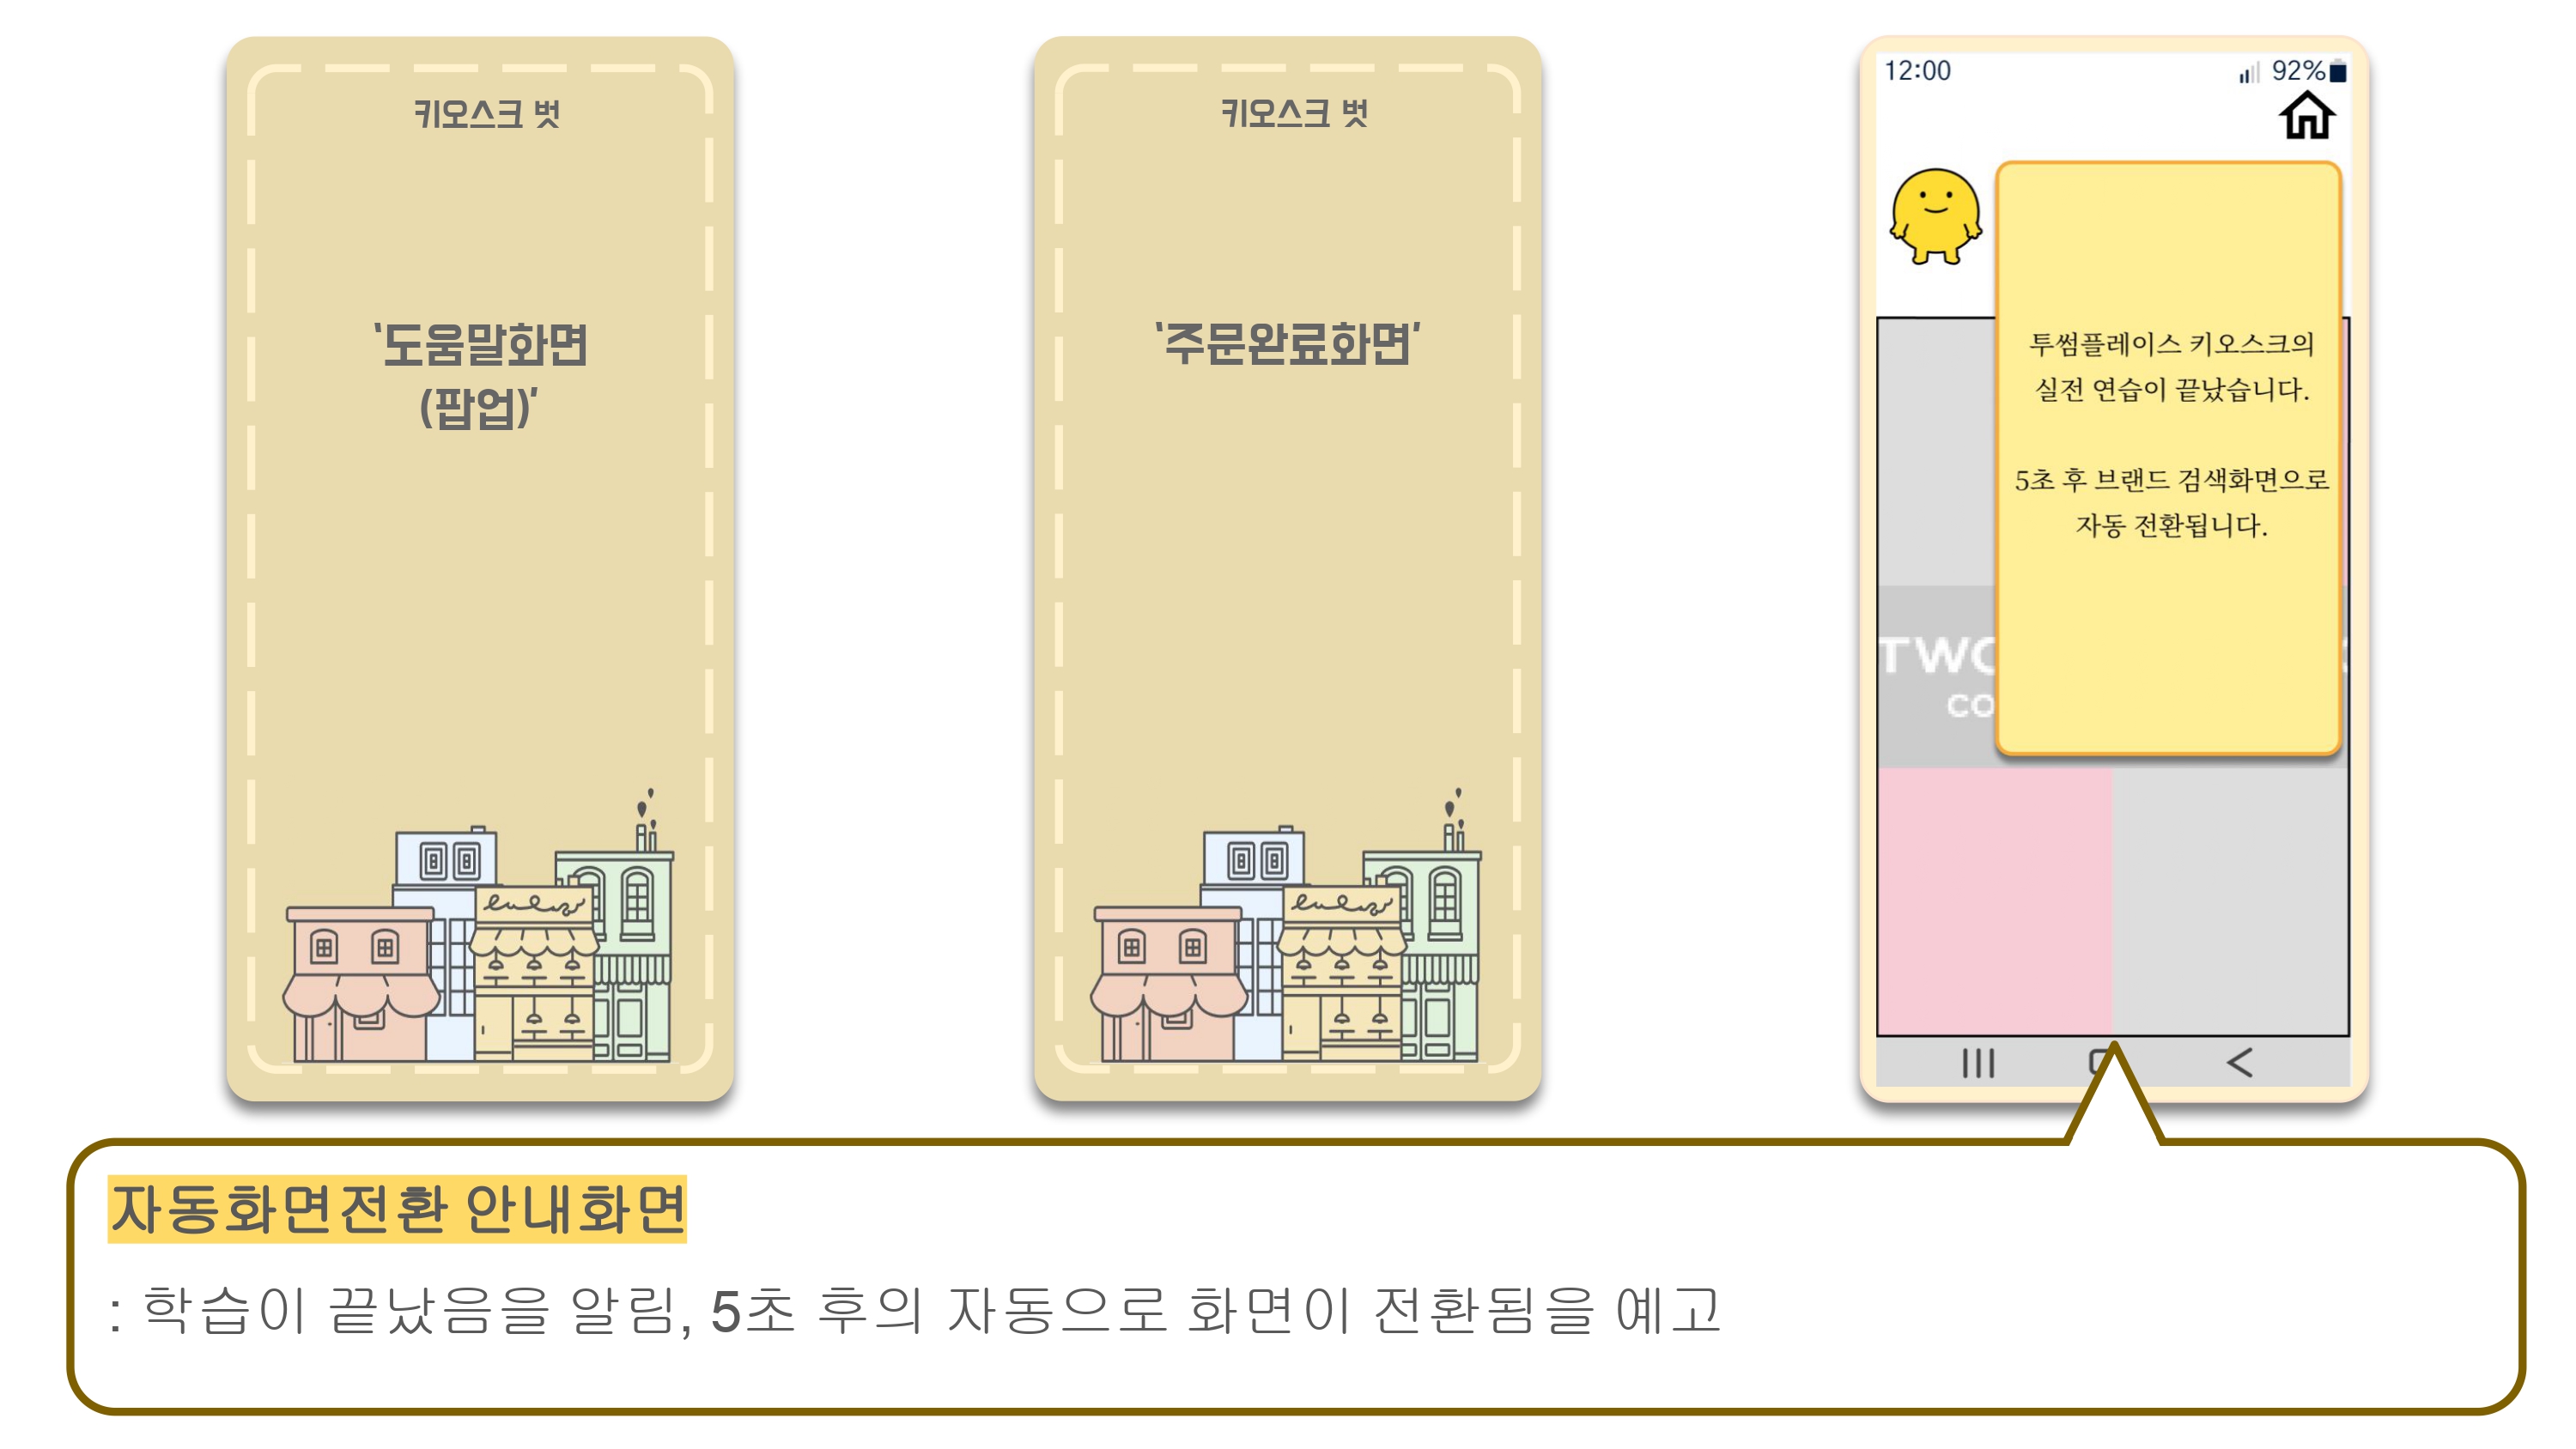 키오스크 벗
‘도움말화면
(팝업)’
키오스크 벗
‘주문완료화면’
12:00
92%
투썸플레이스 키오스크의
실전 연습이 끝났습니다.
5초 후 브랜드 검색화면으로
자동 전환됩니다.
자동화면전환 안내화면
: 학습이 끝났음을 알림, 5초 후의 자동으로 화면이 전환됨을 예고